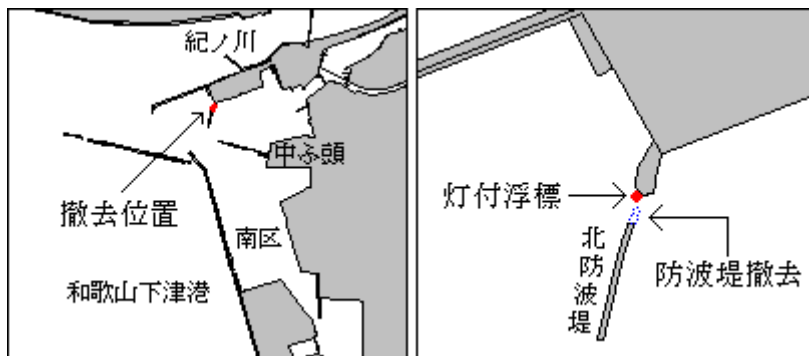 紀ノ川
中ふ頭
撤去位置
南区
和歌山下津港
灯付浮標
北防波堤
防波堤撤去